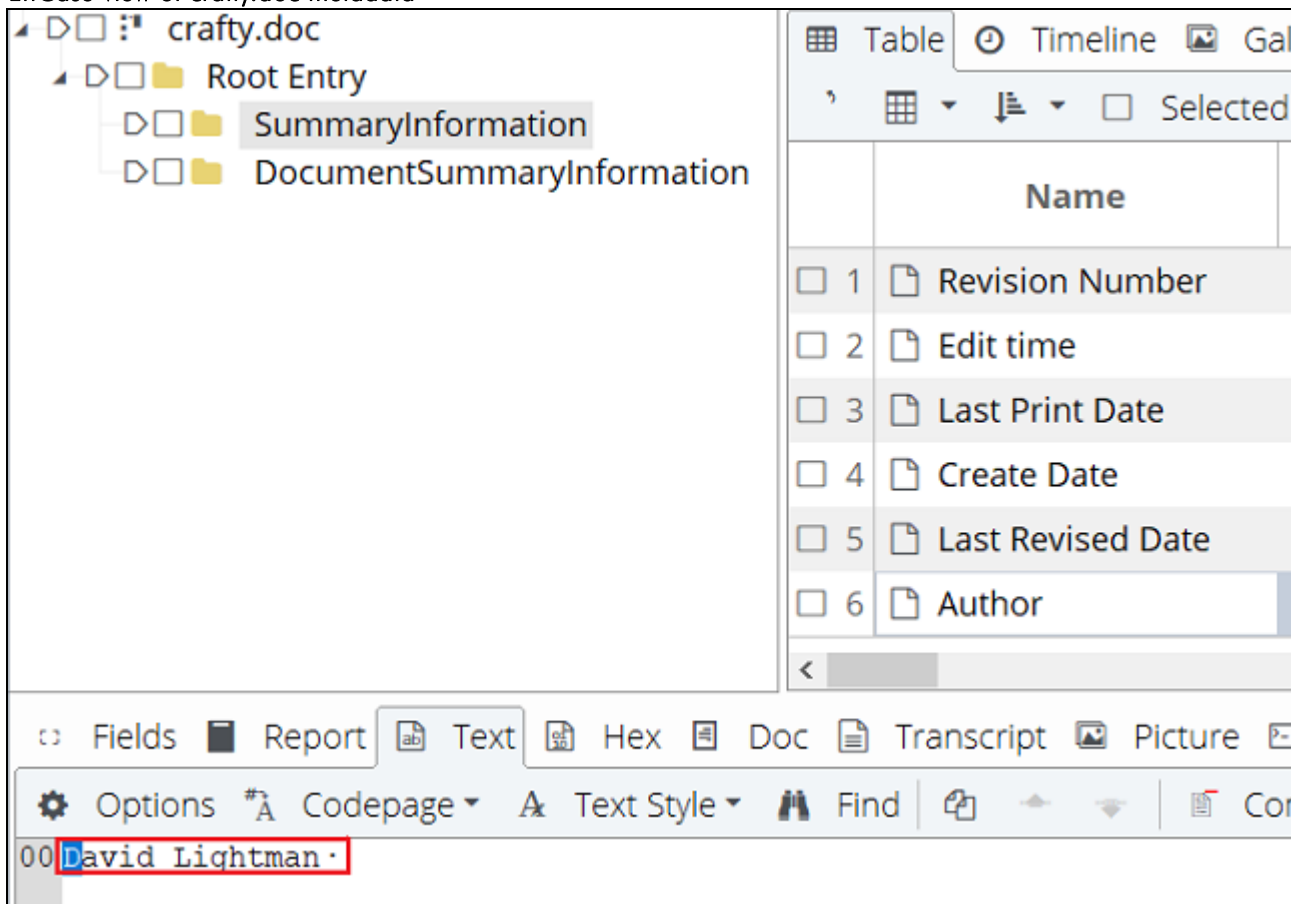 crafty.doc
Root Entry
SummaryInformation
DocumentSummaryInformation
Table Timeline Gal
Selected
Name
1 Revision Number
2 Edit time
3 Last Print Date
4 Create Date
5 Last Revised Date
6 Author
<
Fields Report Text Hex Doc Transcript Picture
Options Codepage Text Style Find Cor
00 David Lightman·